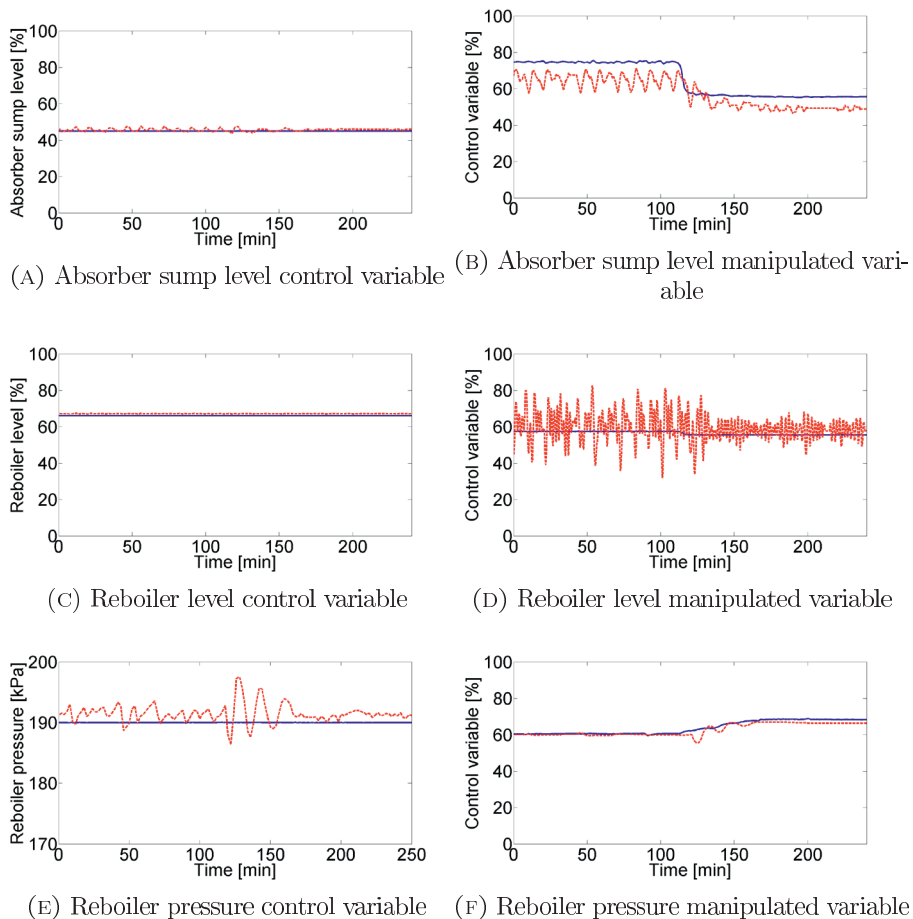 Absorber sump level [%]
100
80
60
40
20
0
0 50 100 150 200
Time [min]
(A) Absorber sump level control variable
Control variable [%]
100
80
60
40
20
0
0 50 100 150 200
Time [min]
(B) Absorber sump level manipulated vari-
able
Reboiler level [%]
100
80
60
40
20
0
0 50 100 150 200
Time [min]
(C) Reboiler level control variable
Control variable [%]
100
80
60
40
20
0
0 50 100 150 200
Time [min]
(D) Reboiler level manipulated variable
Reboiler pressure [kPa]
200
190
180
170
0 50 100 150 200 250
Time [min]
(E) Reboiler pressure control variable
Control variable [%]
100
80
60
40
20
0
0 50 100 150 200
Time [min]
(F) Reboiler pressure manipulated variable